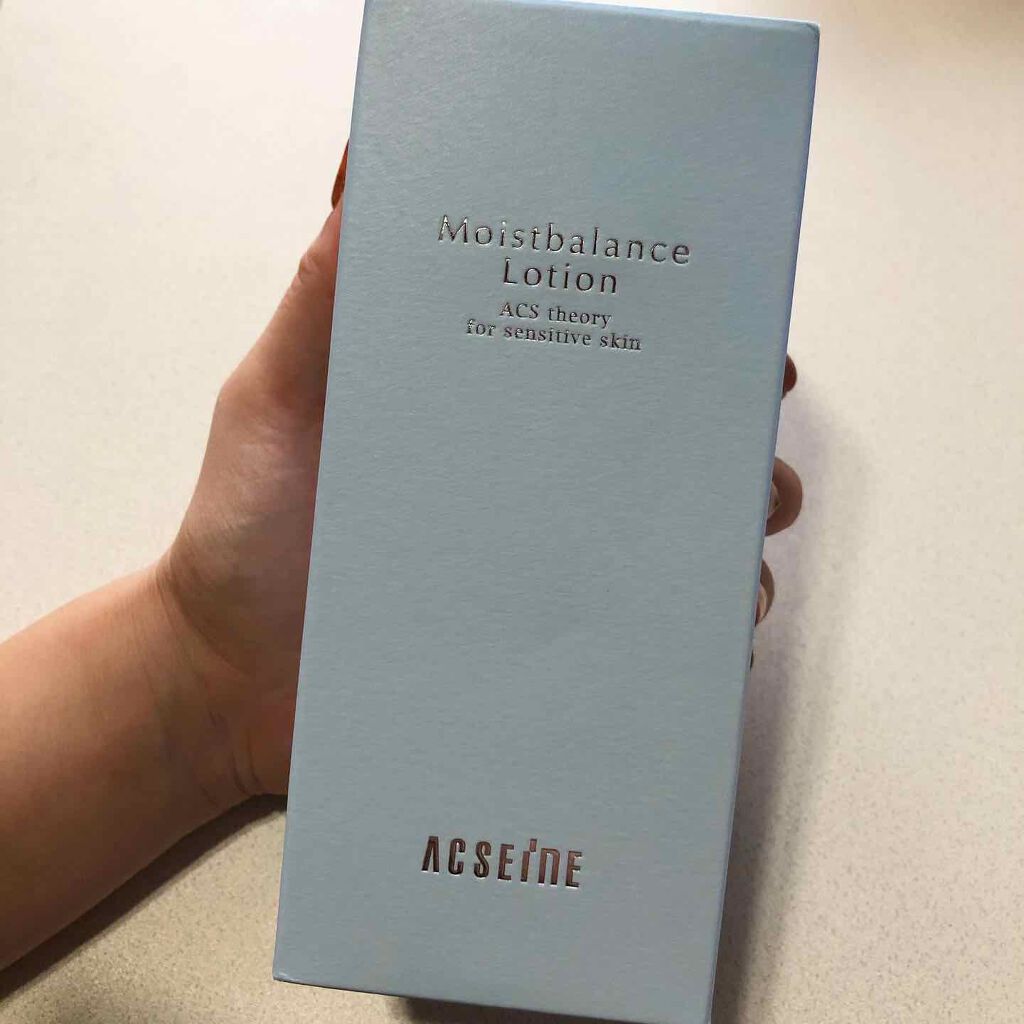 Moistbalance
Lotion
ACS theory
for sensitive skin
ACSEINE